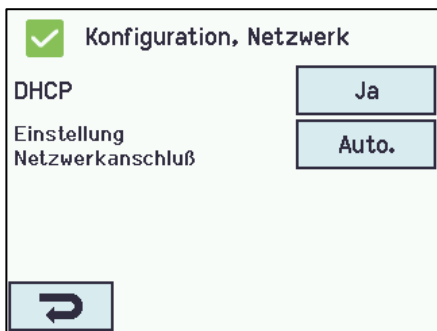 Konfiguration, Netzwerk
DHCP
Ja
Einstellung
Netzwerkanschluß
Auto.